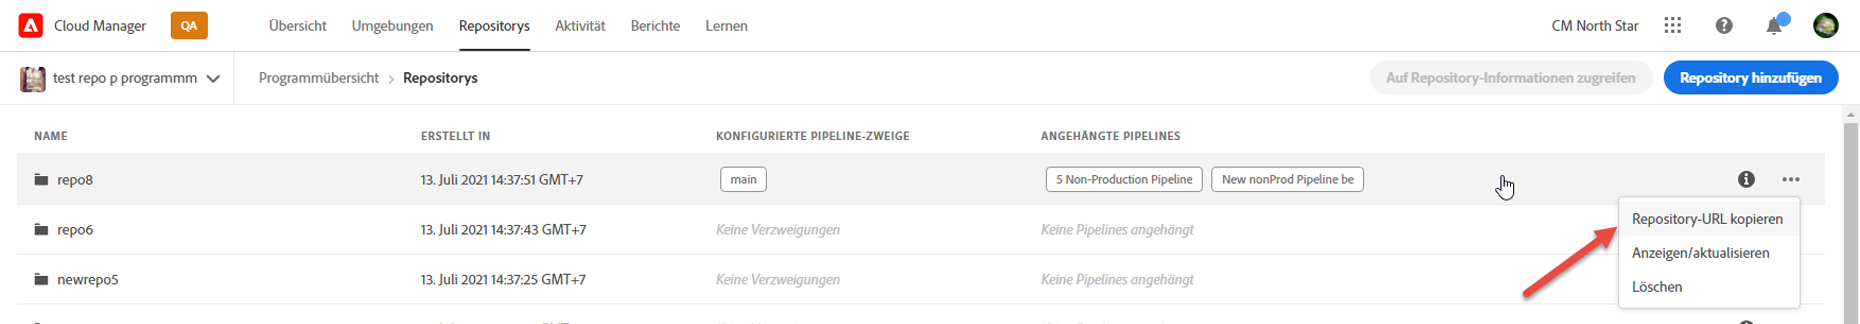 Cloud Manager QA Übersicht Umgebungen Repositorys Aktivität Berichte Lernen CM North Star
test repo p programmm Programmübersicht > Repositorys Auf Repository-Informationen zugreifen Repository hinzufügen
NAME ERSTELLT IN KONFIGURIERTE PIPELINE-ZWEIGE ANGEHÄNGTE PIPELINES
repo8 13. Juli 2021 14:37:51 GMT+7 main 5 Non-Production Pipeline New nonProd Pipeline be
Repository-URL kopieren
repo6 13. Juli 2021 14:37:43 GMT+7 Keine Verzweigungen Keine Pipelines angehängt
Anzeigen/aktualisieren
newrepo5 13. Juli 2021 14:37:25 GMT+7 Keine Verzweigungen Keine Pipelines angehängt
Löschen